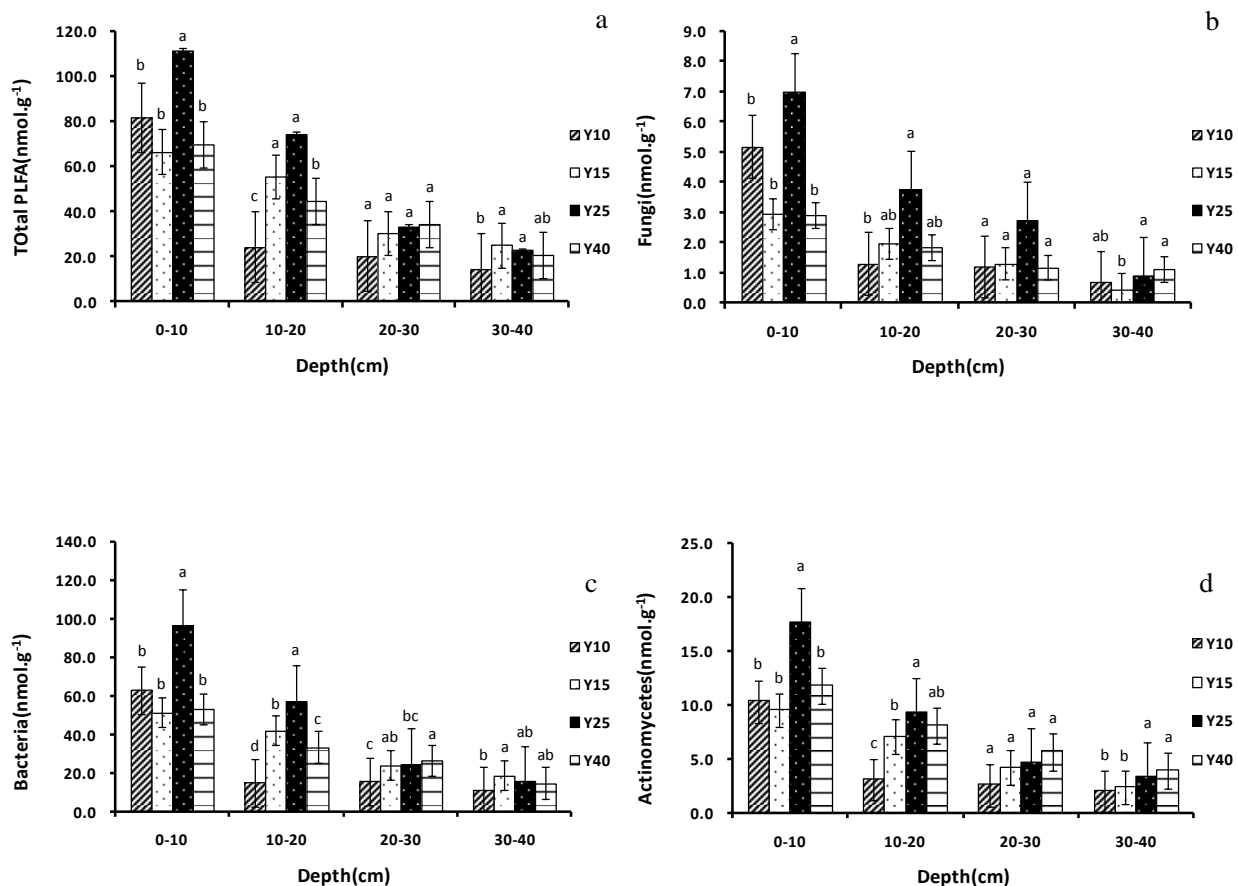 a
TOtal PLFA(nmol.g-1)
120.0
100.0
80.0
60.0
40.0
20.0
0.0
b b a b
c a a b
a a a a
b a a ab
0-10 10-20 20-30 30-40
Depth(cm)
Y10
Y15
Y25
Y40
b
Fungi(nmol.g-1)
9.0
8.0
7.0
6.0
5.0
4.0
3.0
2.0
1.0
0.0
b b a b
b ab a ab
a a a a
ab b a a
0-10 10-20 20-30 30-40
Depth(cm)
Y10
Y15
Y25
Y40
c
Bacteria(nmol.g-1)
140.0
120.0
100.0
80.0
60.0
40.0
20.0
0.0
b b a b
d b a c
c ab bc a
b a ab ab
0-10 10-20 20-30 30-40
Depth(cm)
Y10
Y15
Y25
Y40
d
Actinomycetes(nmol.g-1)
25.0
20.0
15.0
10.0
5.0
0.0
b b a b
c b a ab
a a a a
b b a a
0-10 10-20 20-30 30-40
Depth(cm)
Y10
Y15
Y25
Y40